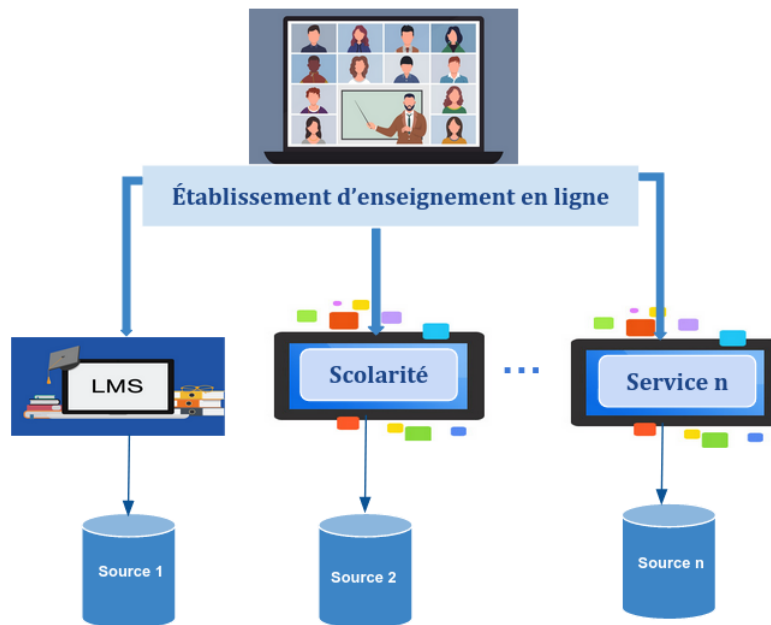 Établissement d'enseignement en ligne
LMS
Scolarité
...
Service n
Source 1
Source 2
Source n